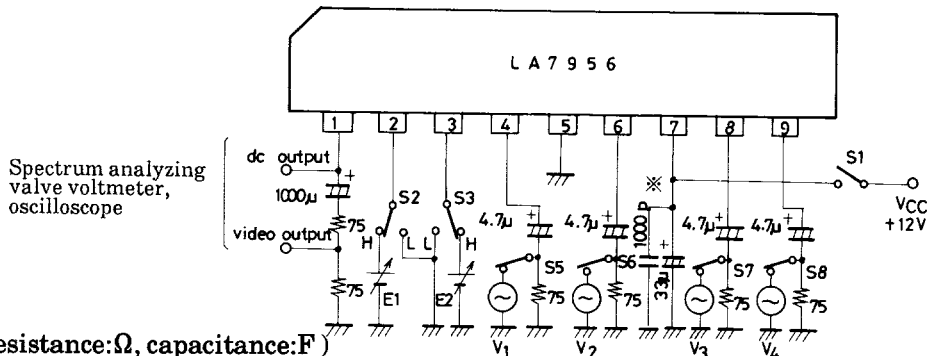 LA7956
1 2 3 4 5 6 7 8 9
Spectrum analyzing
valve voltmeter,
oscilloscope
dc output
+
1000μ
75
video output
75
S2
H
L
E1
S3
L
H
E2
4.7μ
+
S5
75
V1
4.7μ
+
S6
75
V2
※
1000P
+
33μ
4.7μ
+
S7
75
V3
4.7μ
+
S8
75
V4
S1
VCC
+12V
esistance:Ω, capacitance:F)